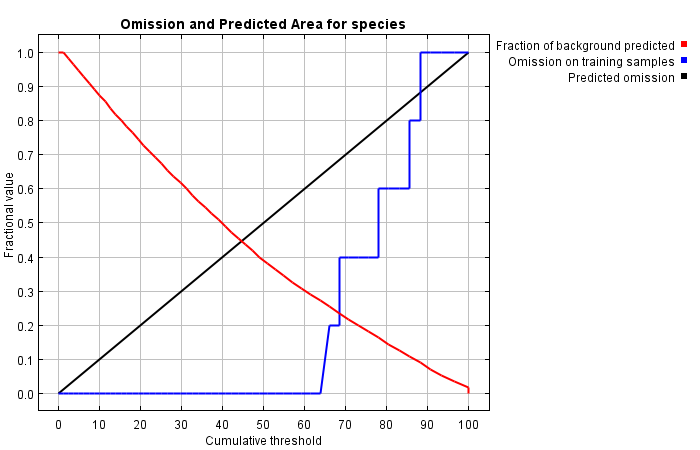 Omission and Predicted Area for species
Fraction of background predicted
Omission on training samples
Predicted omission
Fractional value
1.0
0.9
0.8
0.7
0.6
0.5
0.4
0.3
0.2
0.1
0.0
0 10 20 30 40 50 60 70 80 90 100
Cumulative threshold